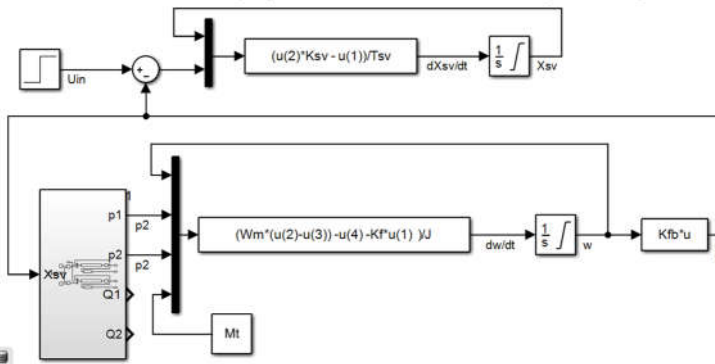 (u(2)*Ksv - u(1))/Tsv
1
s
Uin
+
−
dXsv/dt
Xsv
1
p1
p2
(Wm*(u(2)-u(3)) -u(4) -Kf*u(1) )/J
1
s
Kfb*u
p2
p2
dw/dt
w
Xsv
Q1
Q2
Mt